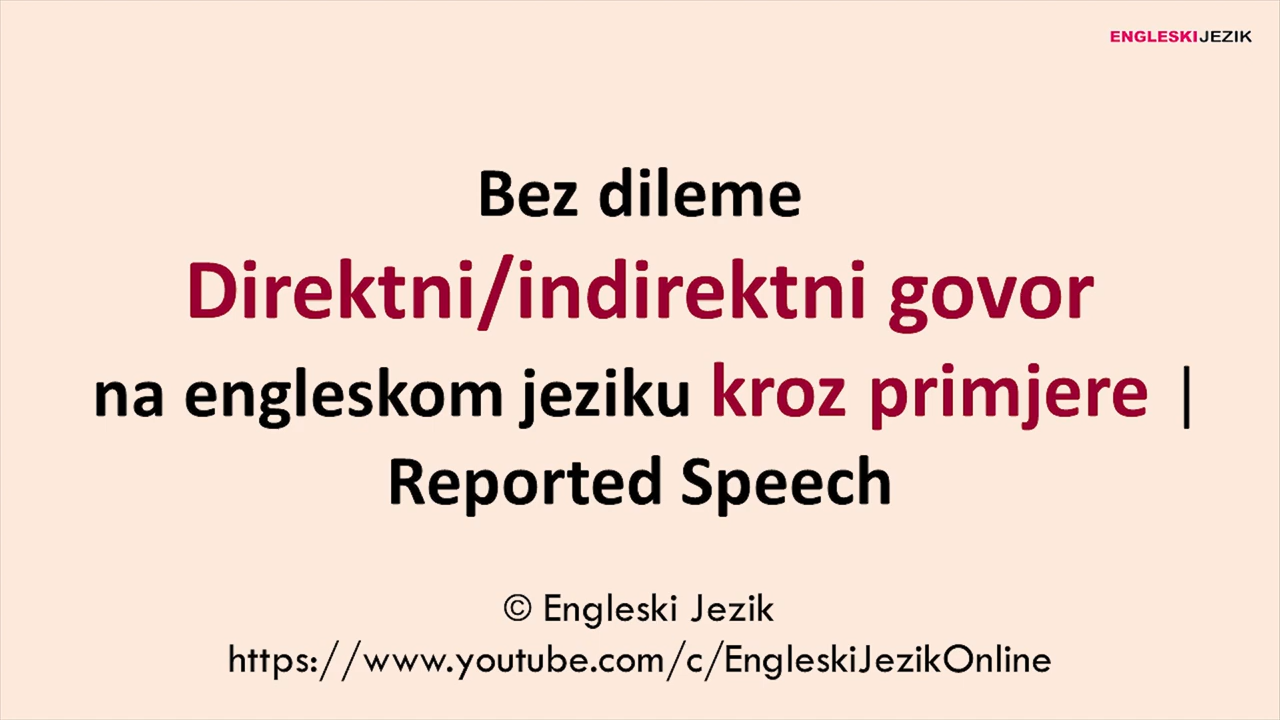 ENGLESKIJEZIK
Bez dileme
Direktni/indirektni govor
na engleskom jeziku kroz primjere |
Reported Speech
© Engleski Jezik
https://www.youtube.com/c/EngleskiJezikOnline